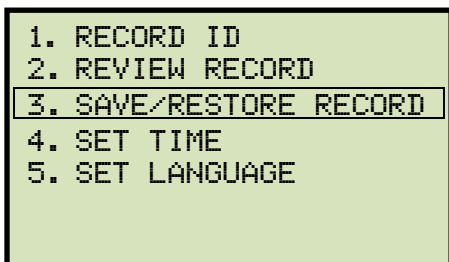 1. RECORD ID
2. REVIEW RECORD
3. SAVE/RESTORE RECORD
4. SET TIME
5. SET LANGUAGE